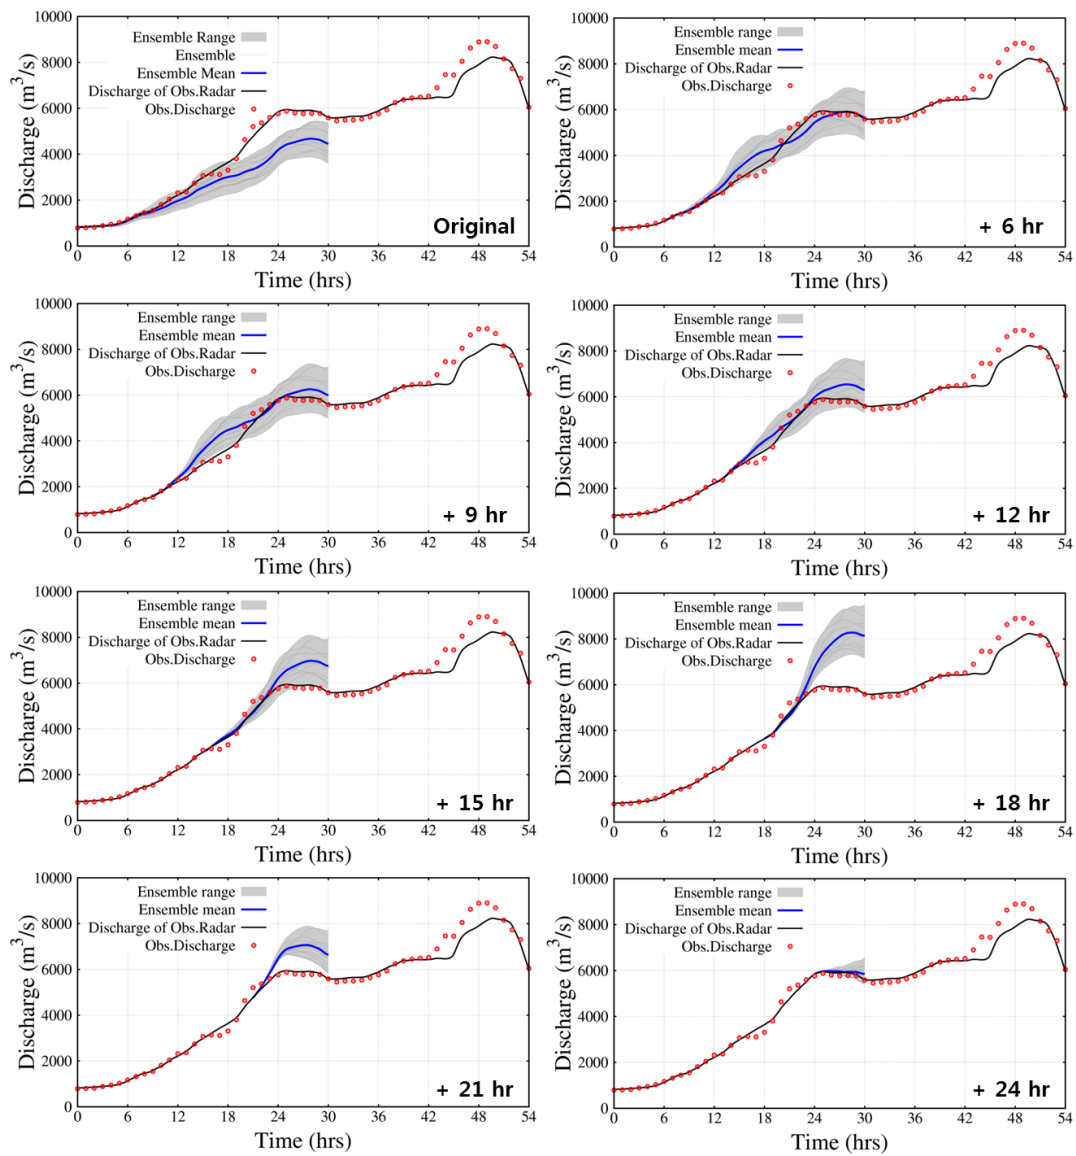 10000
8000
6000
4000
2000
0
Discharge (m³/s)
Ensemble Range
Ensemble
Ensemble Mean
Discharge of Obs.Radar
Obs.Discharge
Original
0 6 12 18 24 30 36 42 48 54
Time (hrs)
10000
8000
6000
4000
2000
0
Discharge (m³/s)
Ensemble range
Ensemble mean
Discharge of Obs.Radar
Obs.Discharge
+ 6 hr
0 6 12 18 24 30 36 42 48 54
Time (hrs)
10000
8000
6000
4000
2000
0
Discharge (m³/s)
Ensemble range
Ensemble mean
Discharge of Obs.Radar
Obs.Discharge
+ 9 hr
0 6 12 18 24 30 36 42 48 54
Time (hrs)
10000
8000
6000
4000
2000
0
Discharge (m³/s)
Ensemble range
Ensemble mean
Discharge of Obs.Radar
Obs.Discharge
+ 12 hr
0 6 12 18 24 30 36 42 48 54
Time (hrs)
10000
8000
6000
4000
2000
0
Discharge (m³/s)
Ensemble range
Ensemble mean
Discharge of Obs.Radar
Obs.Discharge
+ 15 hr
0 6 12 18 24 30 36 42 48 54
Time (hrs)
10000
8000
6000
4000
2000
0
Discharge (m³/s)
Ensemble range
Ensemble mean
Discharge of Obs.Radar
Obs.Discharge
+ 18 hr
0 6 12 18 24 30 36 42 48 54
Time (hrs)
10000
8000
6000
4000
2000
0
Discharge (m³/s)
Ensemble range
Ensemble mean
Discharge of Obs.Radar
Obs.Discharge
+ 21 hr
0 6 12 18 24 30 36 42 48 54
Time (hrs)
10000
8000
6000
4000
2000
0
Discharge (m³/s)
Ensemble range
Ensemble mean
Discharge of Obs.Radar
Obs.Discharge
+ 24 hr
0 6 12 18 24 30 36 42 48 54
Time (hrs)